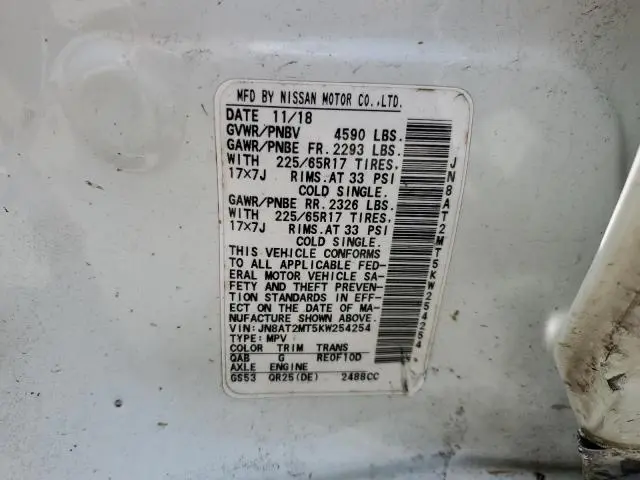 MFD BY NISSAN MOTOR CO.,LTD.
DATE 11/18
GVWR/PNBV 4590 LBS.
GAWR/PNBE FR. 2293 LBS.
WITH 225/65R17 TIRES.
17×7J RIMS.AT 33 PSI
COLD SINGLE.
GAWR/PNBE RR. 2326 LBS.
WITH 225/65R17 TIRES.
17×7J RIMS.AT 33 PSI
COLD SINGLE.
THIS VEHICLE CONFORMS
TO ALL APPLICABLE FED-
ERAL MOTOR VEHICLE SA-
FETY AND THEFT PREVEN-
TION STANDARDS IN EFF-
ECT ON THE DATE OF MA-
NUFACTURE SHOWN ABOVE.
VIN:JN8AT2MT5KW254254
TYPE: MPV
COLOR TRIM TRANS
QAB G RE0F10D
AXLE ENGINE
GS53 QR25(DE) 2488CC
JN8AT2MT5KW254254